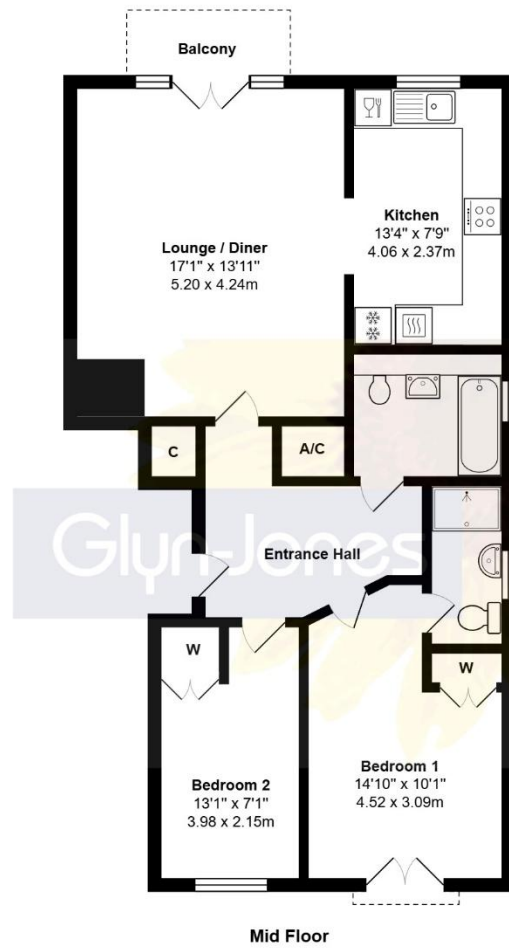 Balcony
Kitchen
13'4" x 7'9"
4.06 x 2.37m
Lounge / Diner
17'1" x 13'11"
5.20 x 4.24m
C
A/C
Glyn-Jones
Entrance Hall
W
W
Bedroom 1
14'10" x 10'1"
4.52 x 3.09m
Bedroom 2
13'1" x 7'1"
3.98 x 2.15m
Mid Floor